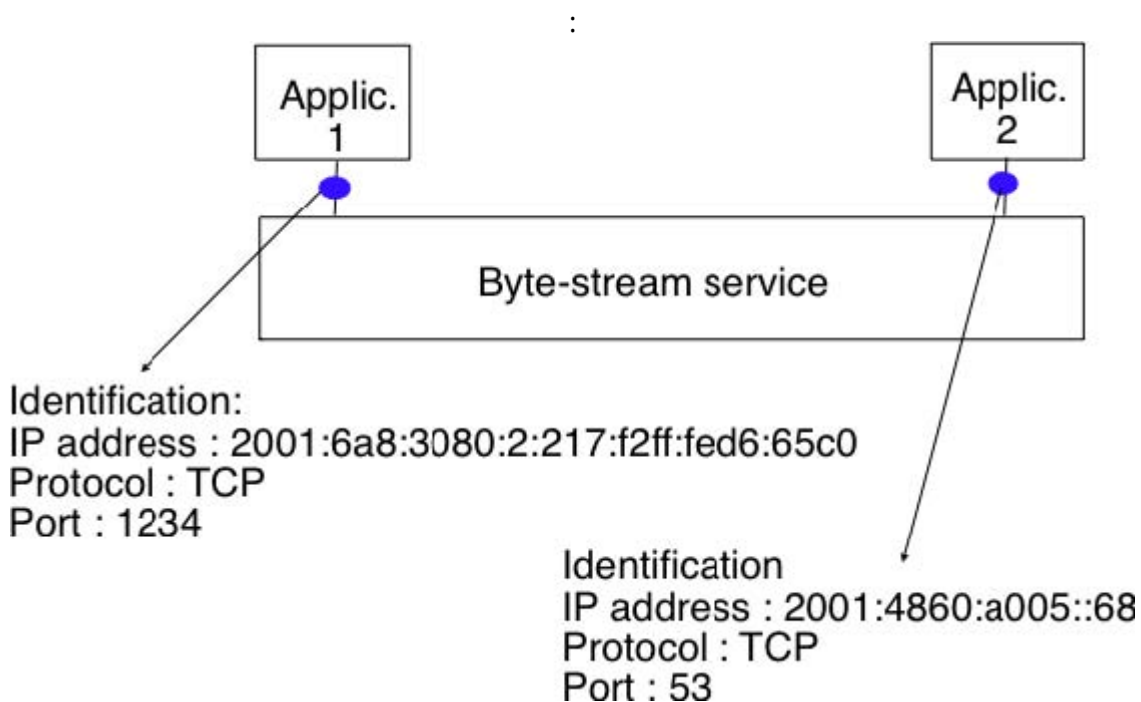 :
Applic.
1
Applic.
2
Byte-stream service
Identification:
IP address : 2001:6a8:3080:2:217:f2ff:fed6:65c0
Protocol : TCP
Port : 1234
Identification
IP address : 2001:4860:a005::68
Protocol : TCP
Port : 53